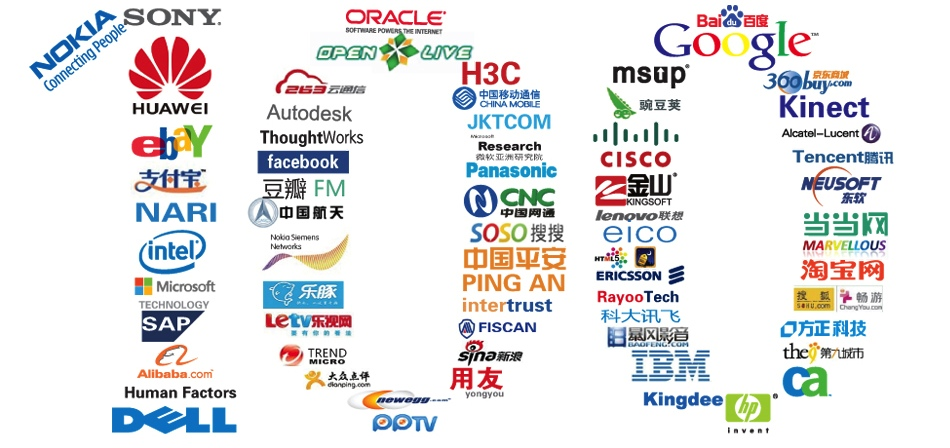 NOKIA
Connecting People
SONY
HUAWEI
ebaY
支付宝
NARI
intel
Microsoft
TECHNOLOGY
SAP
Alibaba.com
Human Factors
DELL
ORACLE
SOFTWARE POWERS THE INTERNET
OPEN LIVE
263云通信
Autodesk
ThoughtWorks
facebook
豆瓣 FM
中国航天
Nokia Siemens
Networks
乐豚
Letv乐视网
TREND
MICRO
大众点评
dianping.com
newegg.com
PPTV
H3C
中国移动通信
CHINA MOBILE
JKTCOM
Microsoft
Research
微软亚洲研究院
Panasonic
CNC
中国网通
SOSO 搜搜
中国平安
PING AN
intertrust
FISCAN
sina新浪
用友
yongyou
msup
豌豆荚
CISCO
金山
KINGSOFT
lenovo联想
eico
HTML5
ERICSSON
RayooTech
科大讯飞
暴风影音
BAOFENG.COM
IBM
Kingdee
hp
invent
Bai百度
Google™
360buy.com
京东商城
Kinect
Alcatel-Lucent
Tencent腾讯
NEUSOFT
东软
当当网
MARVELLOUS
淘宝网
搜狐
SOHU.COM
畅游
ChangYou.com
方正科技
the9第九城市
ca